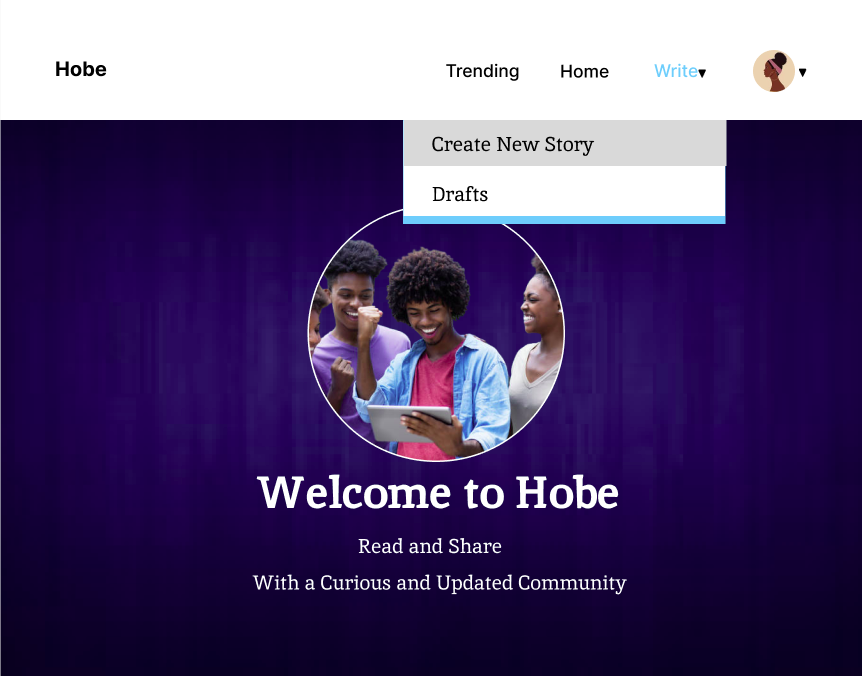 Hobe
Trending
Home
Write
Create New Story
Drafts
Welcome to Hobe
Read and Share
With a Curious and Updated Community